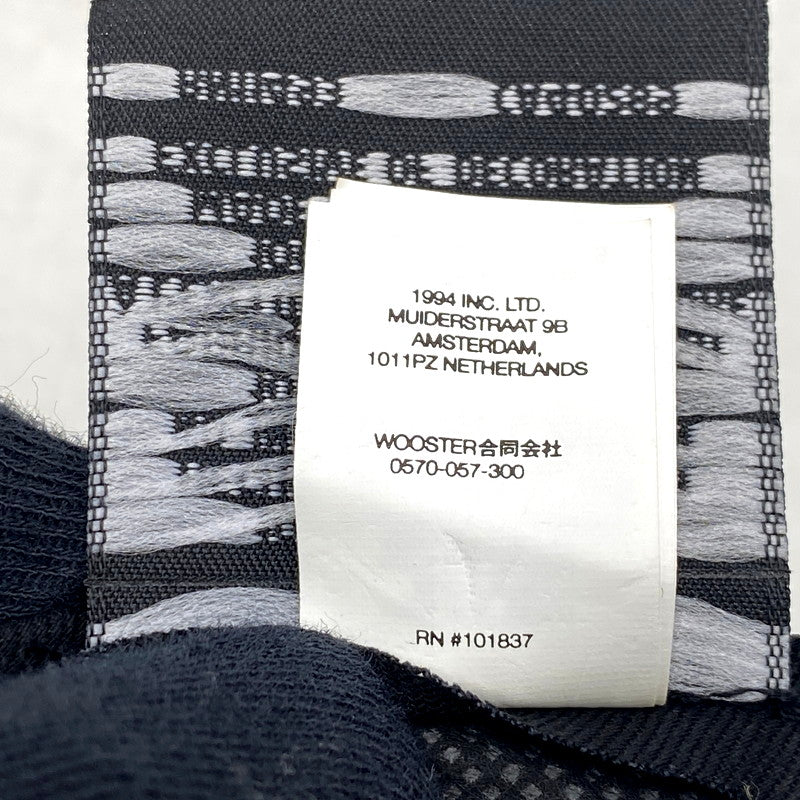 1994 INC. LTD.
MUIDERSTRAAT 9B
AMSTERDAM,
1011PZ NETHERLANDS
WOOSTER合同会社
0570-057-300
RN #101837